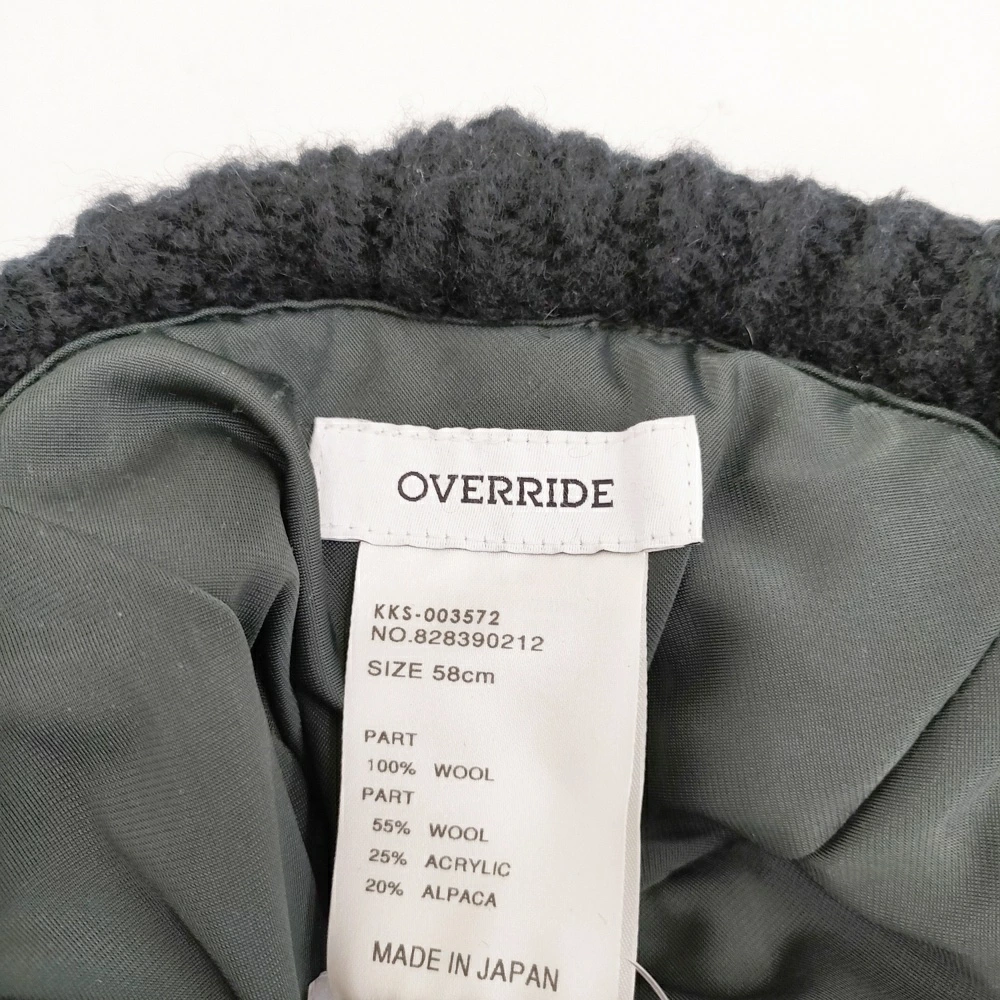 OVERRIDE
KKS-003572
NO.828390212
SIZE 58cm
PART
100% WOOL
PART
55% WOOL
25% ACRYLIC
20% ALPACA
MADE IN JAPAN